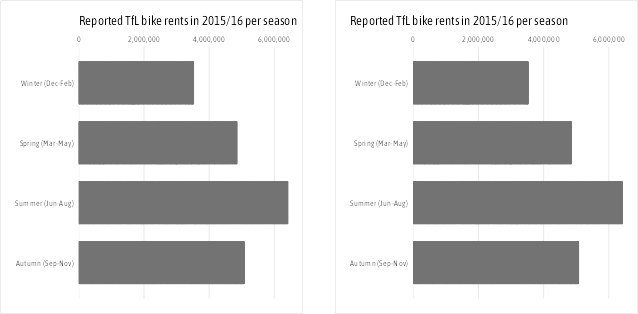 Reported TfL bike rents in 2015/16 per season
0 2,000,000 4,000,000 6,000,000
Winter (Dec-Feb)
Spring (Mar-May)
Summer (Jun-Aug)
Autumn (Sep-Nov)
Reported TfL bike rents in 2015/16 per season
0 2,000,000 4,000,000 6,000,000
Winter (Dec-Feb)
Spring (Mar-May)
Summer (Jun-Aug)
Autumn (Sep-Nov)